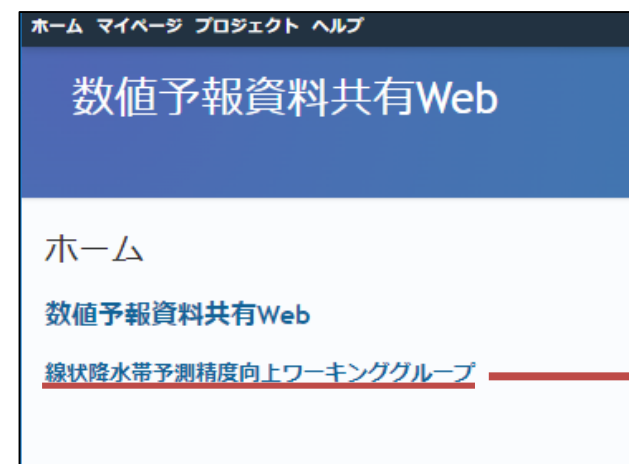 ホーム マイページ プロジェクト ヘルプ
数値予報資料共有Web
ホーム
数値予報資料共有Web
線状降水帯予測精度向上ワーキンググループ